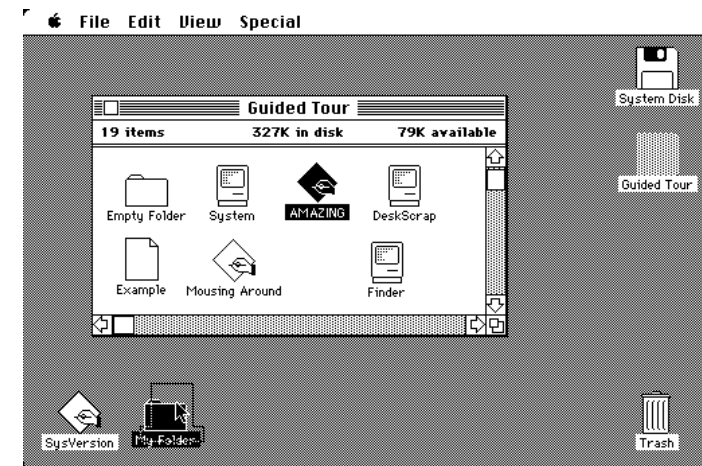 File Edit View Special
System Disk
Guided Tour
19 items 327K in disk 79K available
Guided Tour
Empty Folder System AMAZING DeskScrap
Example Mousing Around Finder
SysVersion My Folder Trash